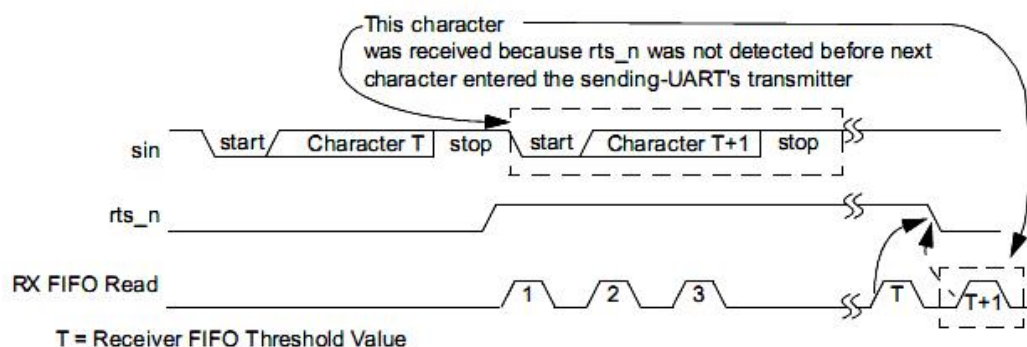 This character
was received because rts_n was not detected before next
character entered the sending-UART's transmitter
sin
start
Character T
stop
start
Character T+1
stop
rts_n
RX FIFO Read
1
2
3
T
T+1
T = Receiver FIFO Threshold Value